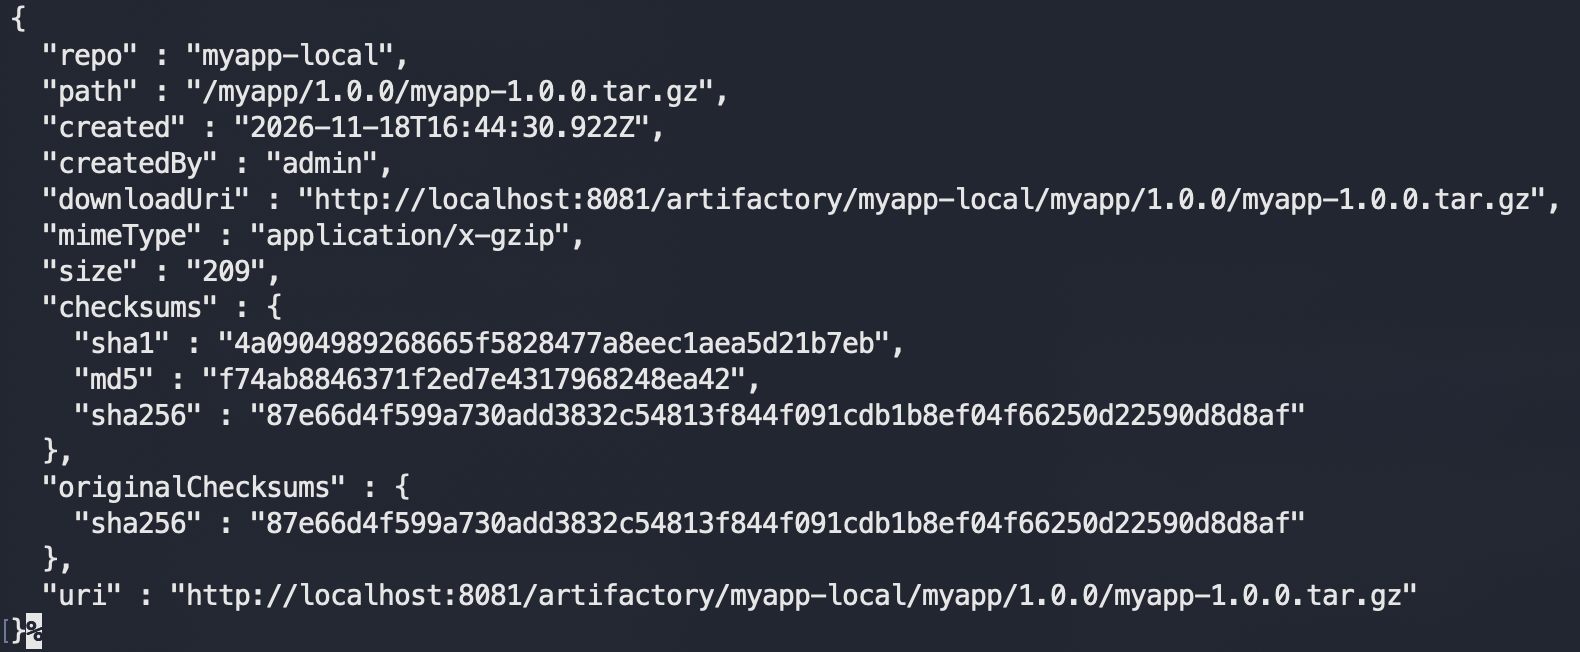 {
  "repo" : "myapp-local",
  "path" : "/myapp/1.0.0/myapp-1.0.0.tar.gz",
  "created" : "2026-11-18T16:44:30.922Z",
  "createdBy" : "admin",
  "downloadUri" : "http://localhost:8081/artifactory/myapp-local/myapp/1.0.0/myapp-1.0.0.tar.gz",
  "mimeType" : "application/x-gzip",
  "size" : "209",
  "checksums" : {
    "sha1" : "4a0904989268665f5828477a8eec1aea5d21b7eb",
    "md5" : "f74ab8846371f2ed7e4317968248ea42",
    "sha256" : "87e66d4f599a730add3832c54813f844f091cdb1b8ef04f66250d22590d8d8af"
  },
  "originalChecksums" : {
    "sha256" : "87e66d4f599a730add3832c54813f844f091cdb1b8ef04f66250d22590d8d8af"
  },
  "uri" : "http://localhost:8081/artifactory/myapp-local/myapp/1.0.0/myapp-1.0.0.tar.gz"
[}%